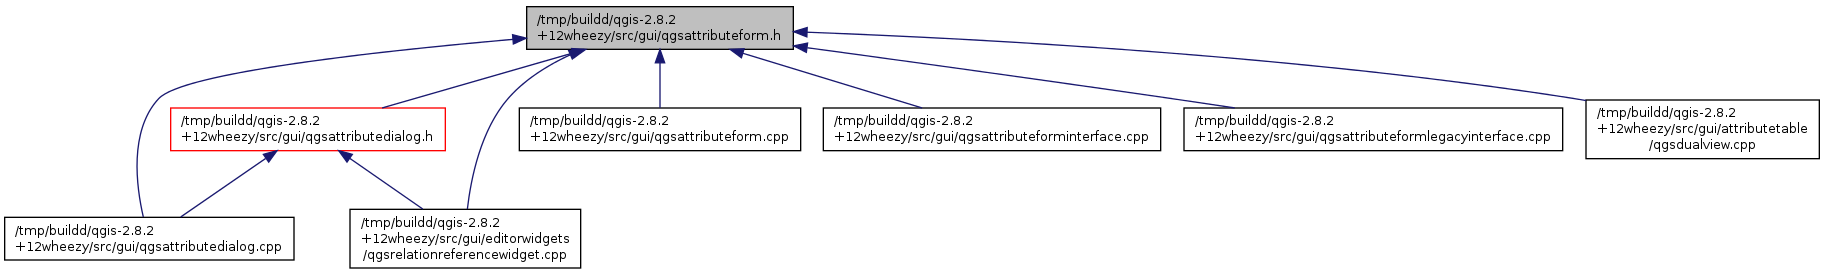 /tmp/buildd/qgis-2.8.2
+12wheezy/src/gui/qgsattributeform.h
/tmp/buildd/qgis-2.8.2
+12wheezy/src/gui/qgsattributedialog.h
/tmp/buildd/qgis-2.8.2
+12wheezy/src/gui/qgsattributeform.cpp
/tmp/buildd/qgis-2.8.2
+12wheezy/src/gui/qgsattributeforminterface.cpp
/tmp/buildd/qgis-2.8.2
+12wheezy/src/gui/qgsattributeformlegacyinterface.cpp
/tmp/buildd/qgis-2.8.2
+12wheezy/src/gui/attributetable
/qgsdualview.cpp
/tmp/buildd/qgis-2.8.2
+12wheezy/src/gui/qgsattributedialog.cpp
/tmp/buildd/qgis-2.8.2
+12wheezy/src/gui/editorwidgets
/qgsrelationreferencewidget.cpp